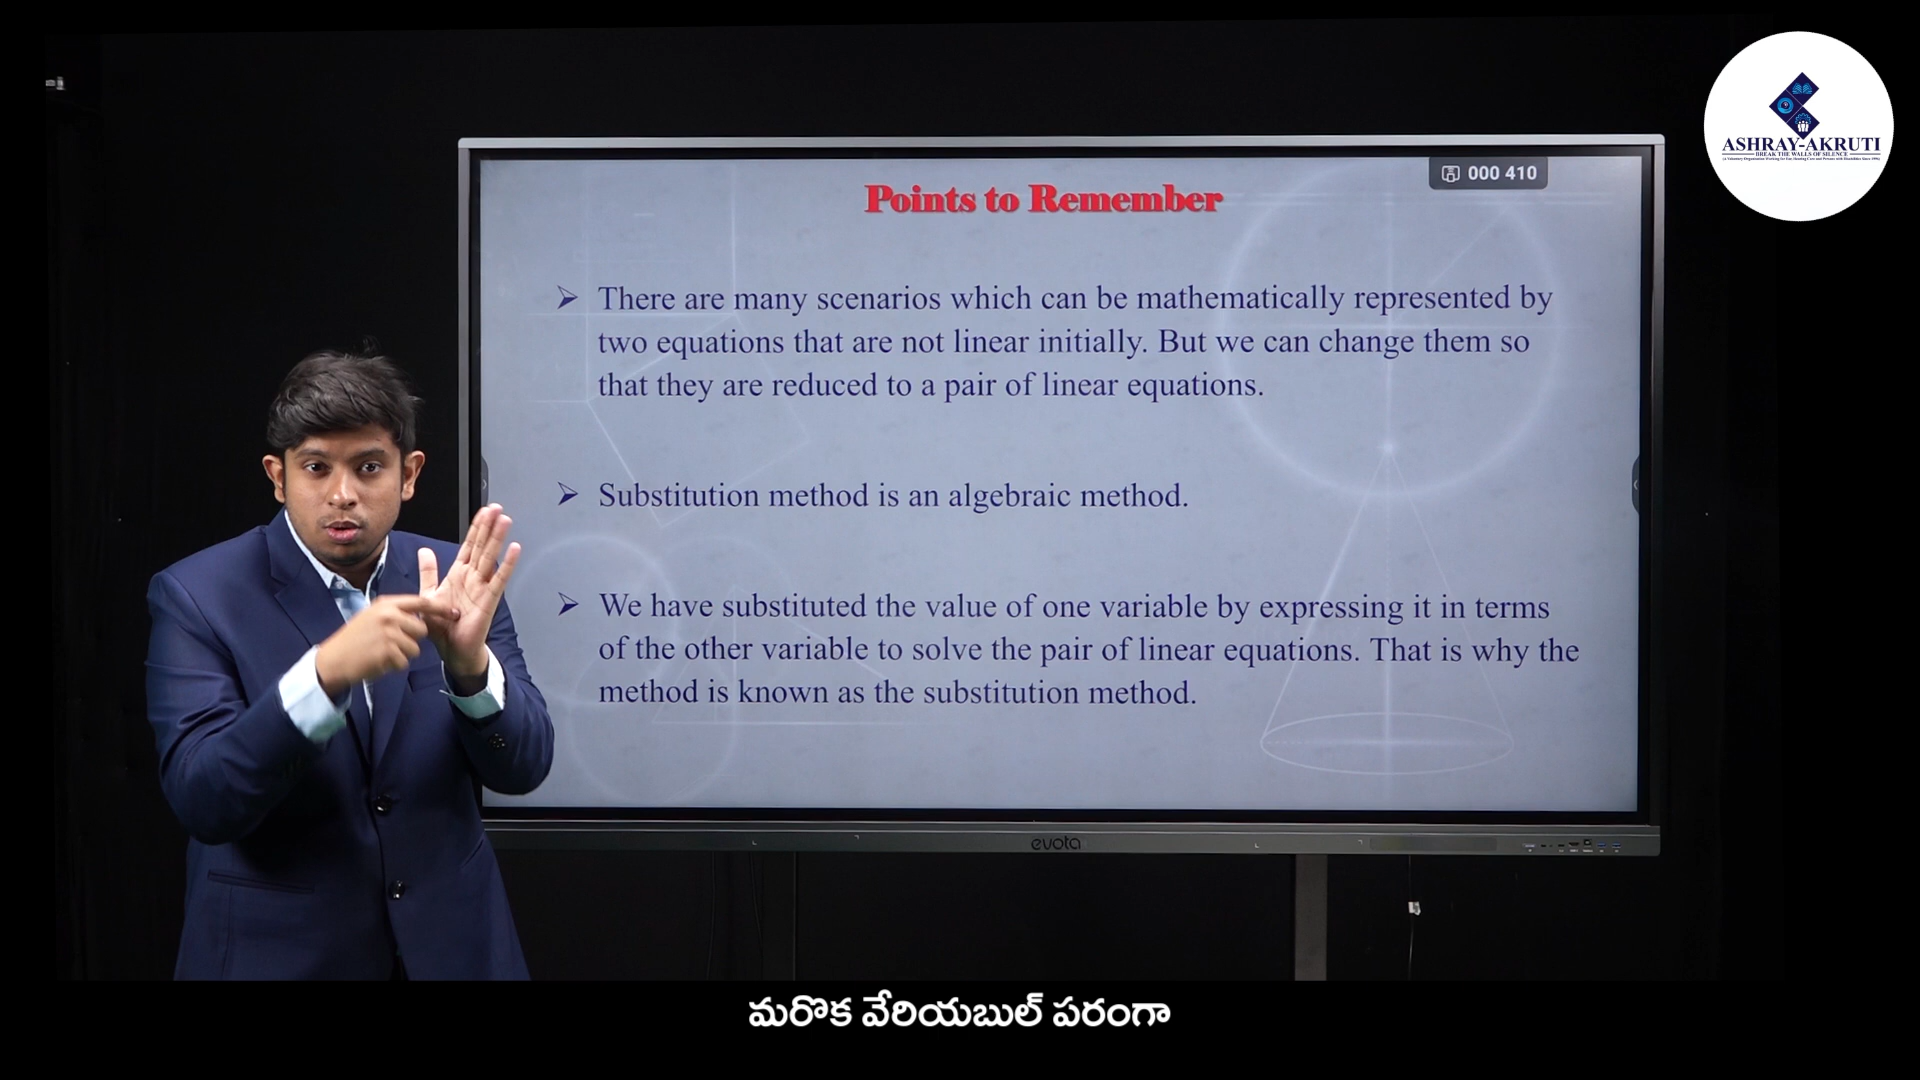 ASHRAY-AKRUTI
BREAK THE WALLS OF SILENCE
000 410
Points to Remember
➢ There are many scenarios which can be mathematically represented by
two equations that are not linear initially. But we can change them so
that they are reduced to a pair of linear equations.
➢ Substitution method is an algebraic method.
➢ We have substituted the value of one variable by expressing it in terms
of the other variable to solve the pair of linear equations. That is why the
method is known as the substitution method.
evota
మరొక వేరియబుల్ పరంగా